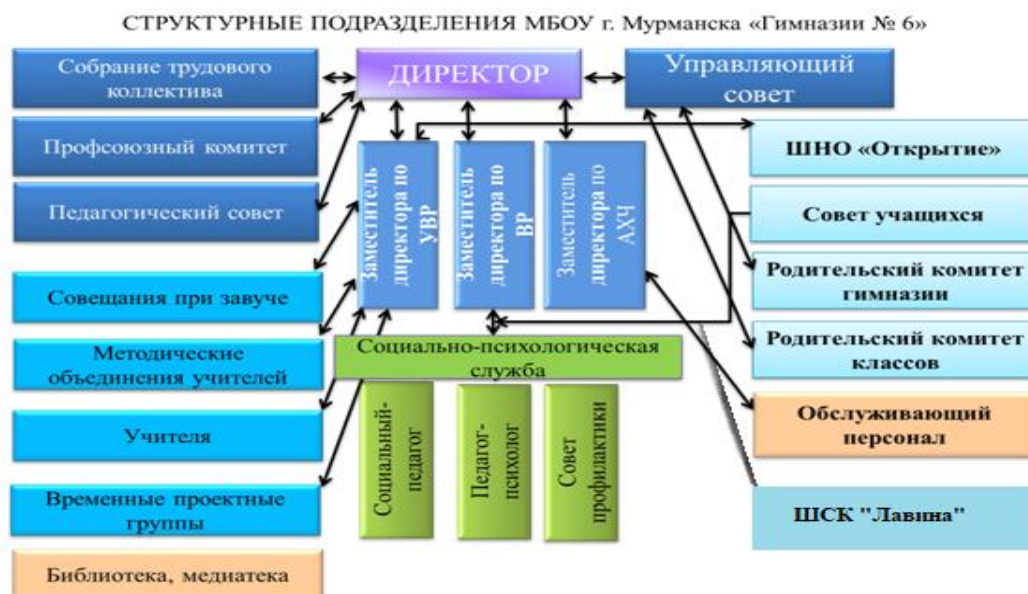 СТРУКТУРНЫЕ ПОДРАЗДЕЛЕНИЯ МБОУ г. Мурманска «Гимназии № 6»
Собрание трудового
коллектива
ДИРЕКТОР
Управляющий
совет
Профсоюзный комитет
Педагогический совет
Заместитель
директора по
УВР
Заместитель
директора по
ВР
Заместитель
директора по
АХЧ
ШНО «Открытие»
Совет учащихся
Родительский комитет
гимназии
Родительский комитет
классов
Обслуживающий
персонал
ШСК "Лавина"
Совещания при завуче
Методические
объединения учителей
Учителя
Временные проектные
группы
Библиотека, медиатека
Социально-психологическая
служба
Социальный-
педагог
Педагог-
психолог
Совет
профилактики